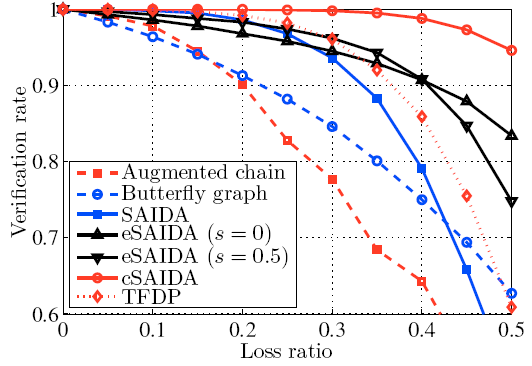 1
0.9
0.8
0.7
0.6
Verification rate
Augmented chain
Butterfly graph
SAIDA
eSAIDA (s = 0)
eSAIDA (s = 0.5)
cSAIDA
TFDP
0 0.1 0.2 0.3 0.4 0.5
Loss ratio